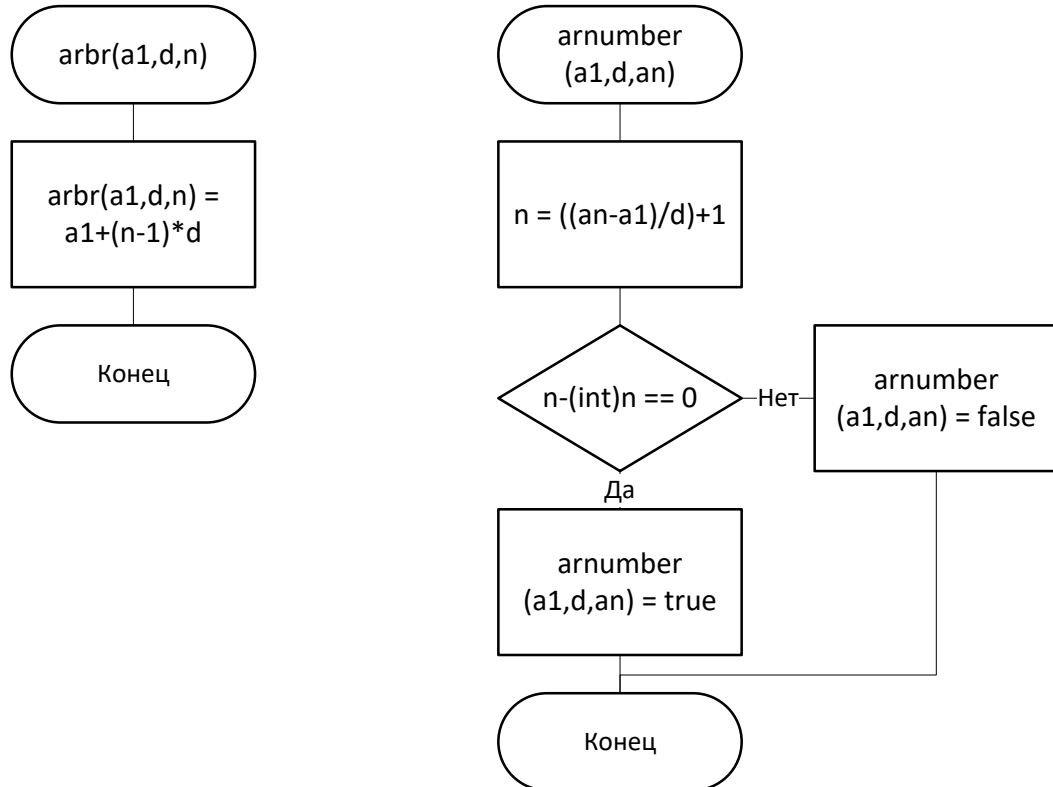 arbr(a1,d,n)
arbr(a1,d,n) =
a1+(n-1)*d
Конец
arnumber
(a1,d,an)
n = ((an-a1)/d)+1
n-(int)n == 0
Нет
arnumber
(a1,d,an) = false
Да
arnumber
(a1,d,an) = true
Конец